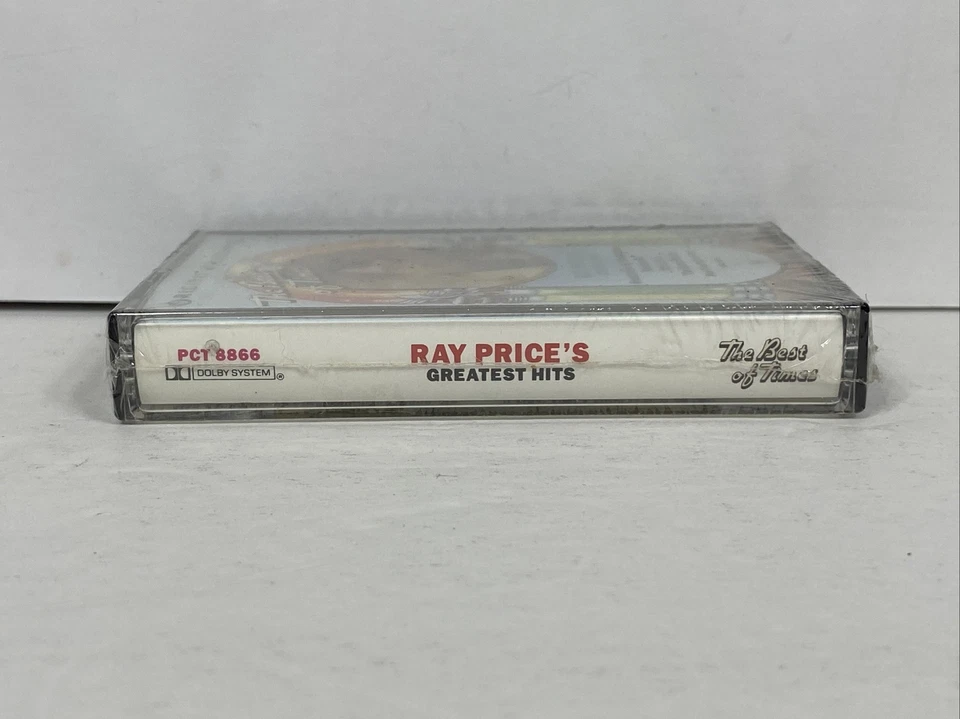 PCT 8866
DOLBY SYSTEM ®
RAY PRICE'S
GREATEST HITS
The Best
of Times